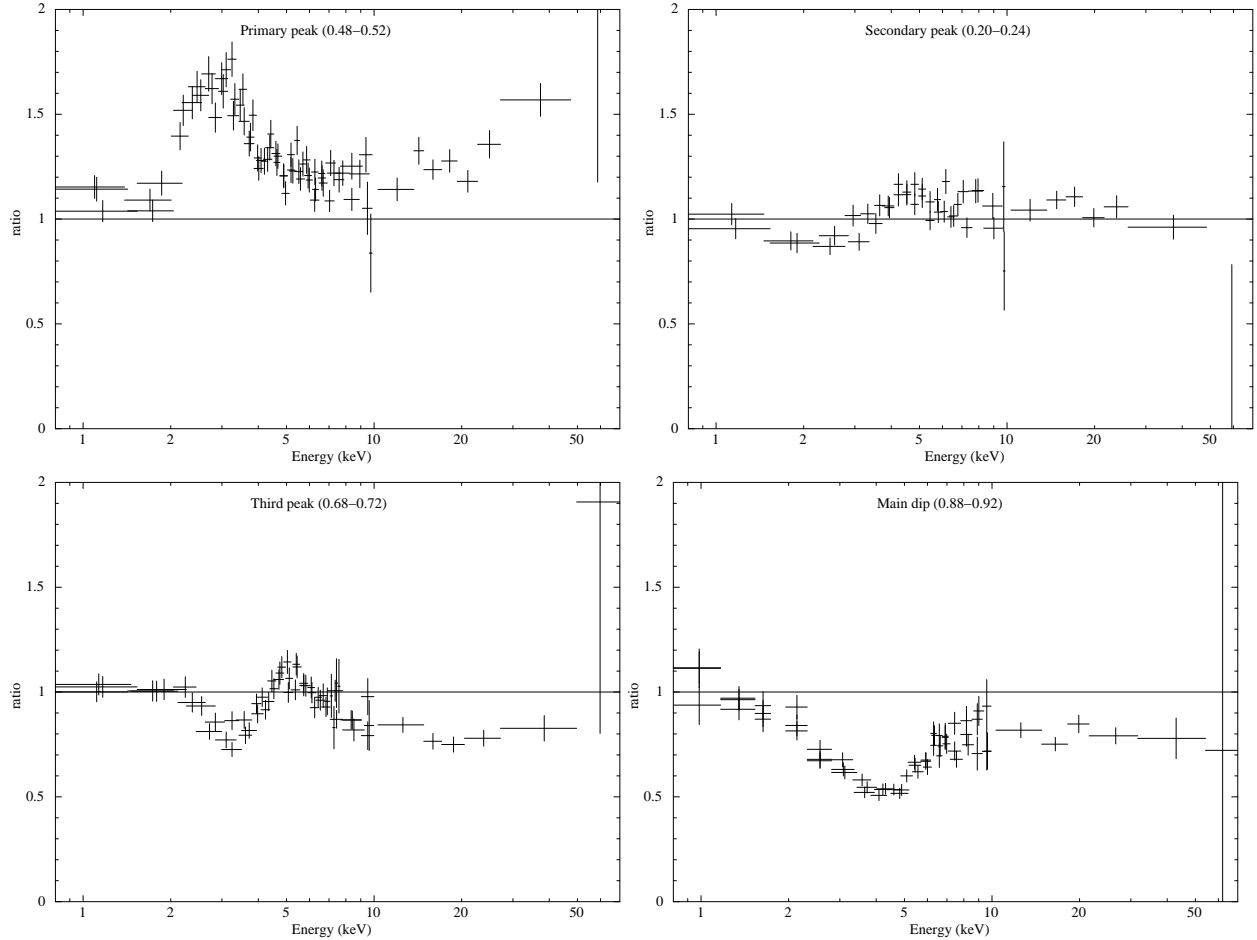 Primary peak (0.48−0.52)
2
1.5
1
0.5
0
ratio
1 2 5 10 20 50
Energy (keV)
Secondary peak (0.20−0.24)
2
1.5
1
0.5
0
ratio
1 2 5 10 20 50
Energy (keV)
Third peak (0.68−0.72)
2
1.5
1
0.5
0
ratio
1 2 5 10 20 50
Energy (keV)
Main dip (0.88−0.92)
2
1.5
1
0.5
0
ratio
1 2 5 10 20 50
Energy (keV)